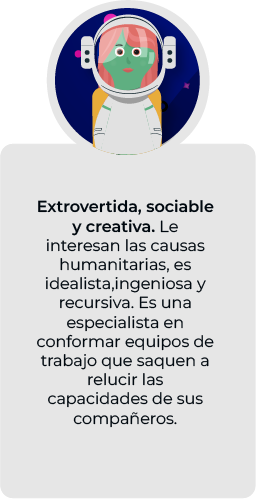 Extrovertida, sociable
y creativa. Le
interesan las causas
humanitarias, es
idealista,ingeniosa y
recursiva. Es una
especialista en
conformar equipos de
trabajo que saquen a
relucir las
capacidades de sus
compañeros.